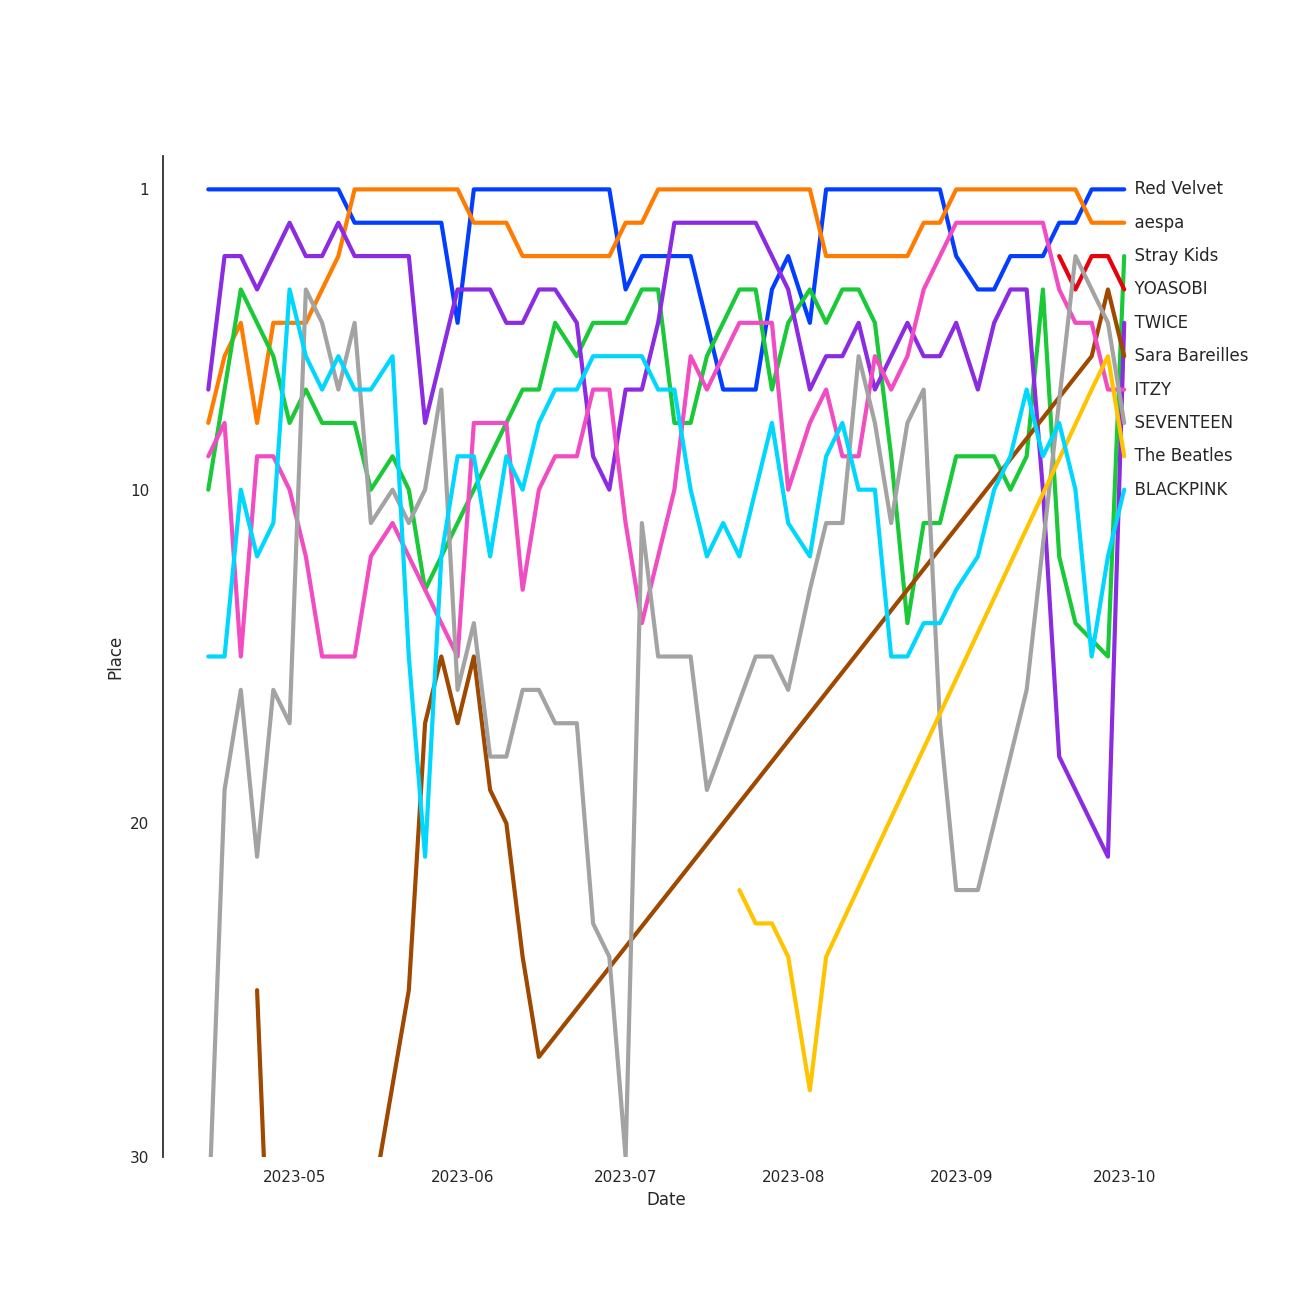 1
10
20
30
Place
2023-05
2023-06
2023-07
2023-08
2023-09
2023-10
Date
Red Velvet
aespa
Stray Kids
YOASOBI
TWICE
Sara Bareilles
ITZY
SEVENTEEN
The Beatles
BLACKPINK